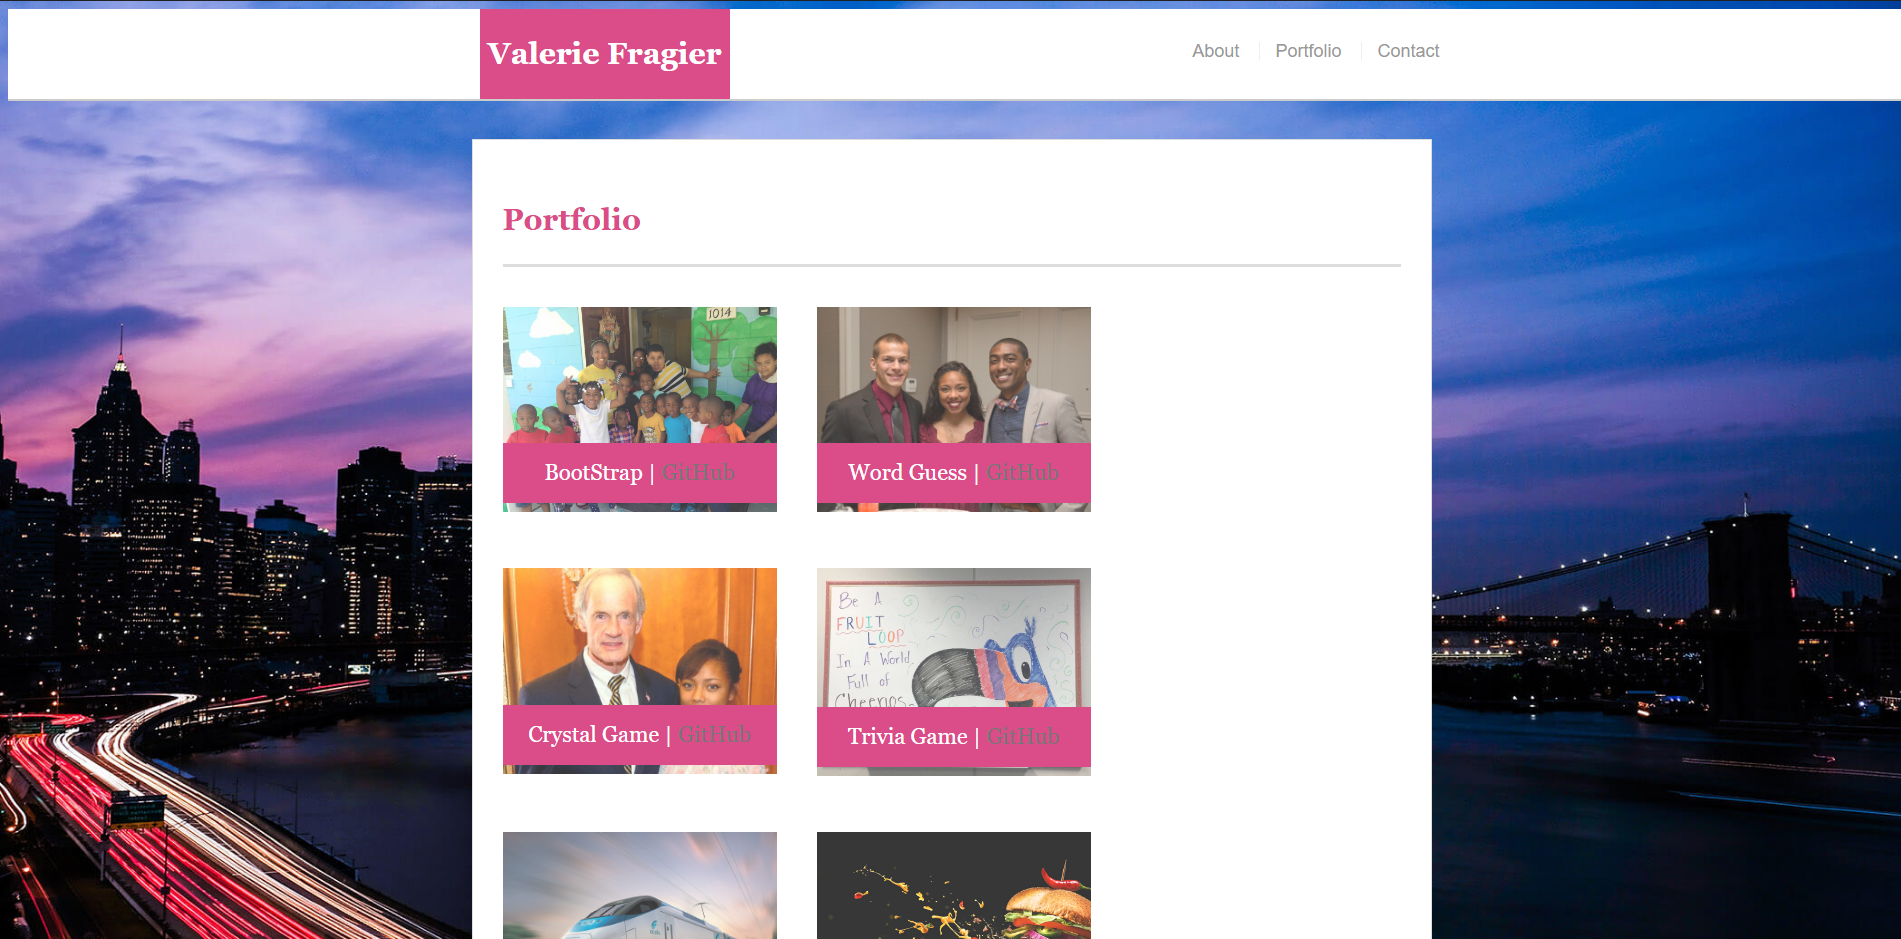 Valerie Fragier
About
Portfolio
Contact
Portfolio
1014
BootStrap | GitHub
Word Guess | GitHub
Be A
FRUIT
LOOP
In A World
Full of
Cheerios.
Crystal Game | GitHub
Trivia Game | GitHub